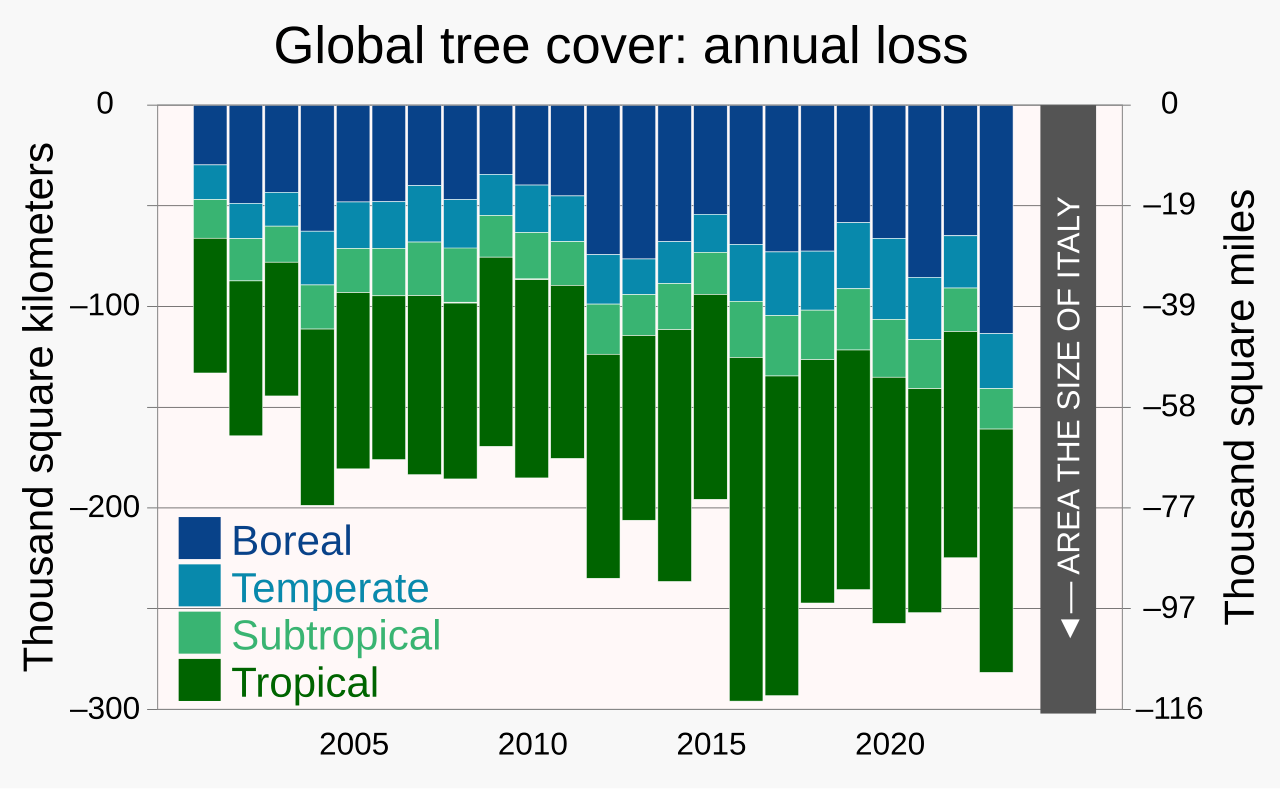 Global tree cover: annual loss
Thousand square kilometers
0
–100
–200
–300
Boreal
Temperate
Subtropical
Tropical
2005
2010
2015
2020
◄— AREA THE SIZE OF ITALY
0
–19
–39
–58
–77
–97
–116
Thousand square miles